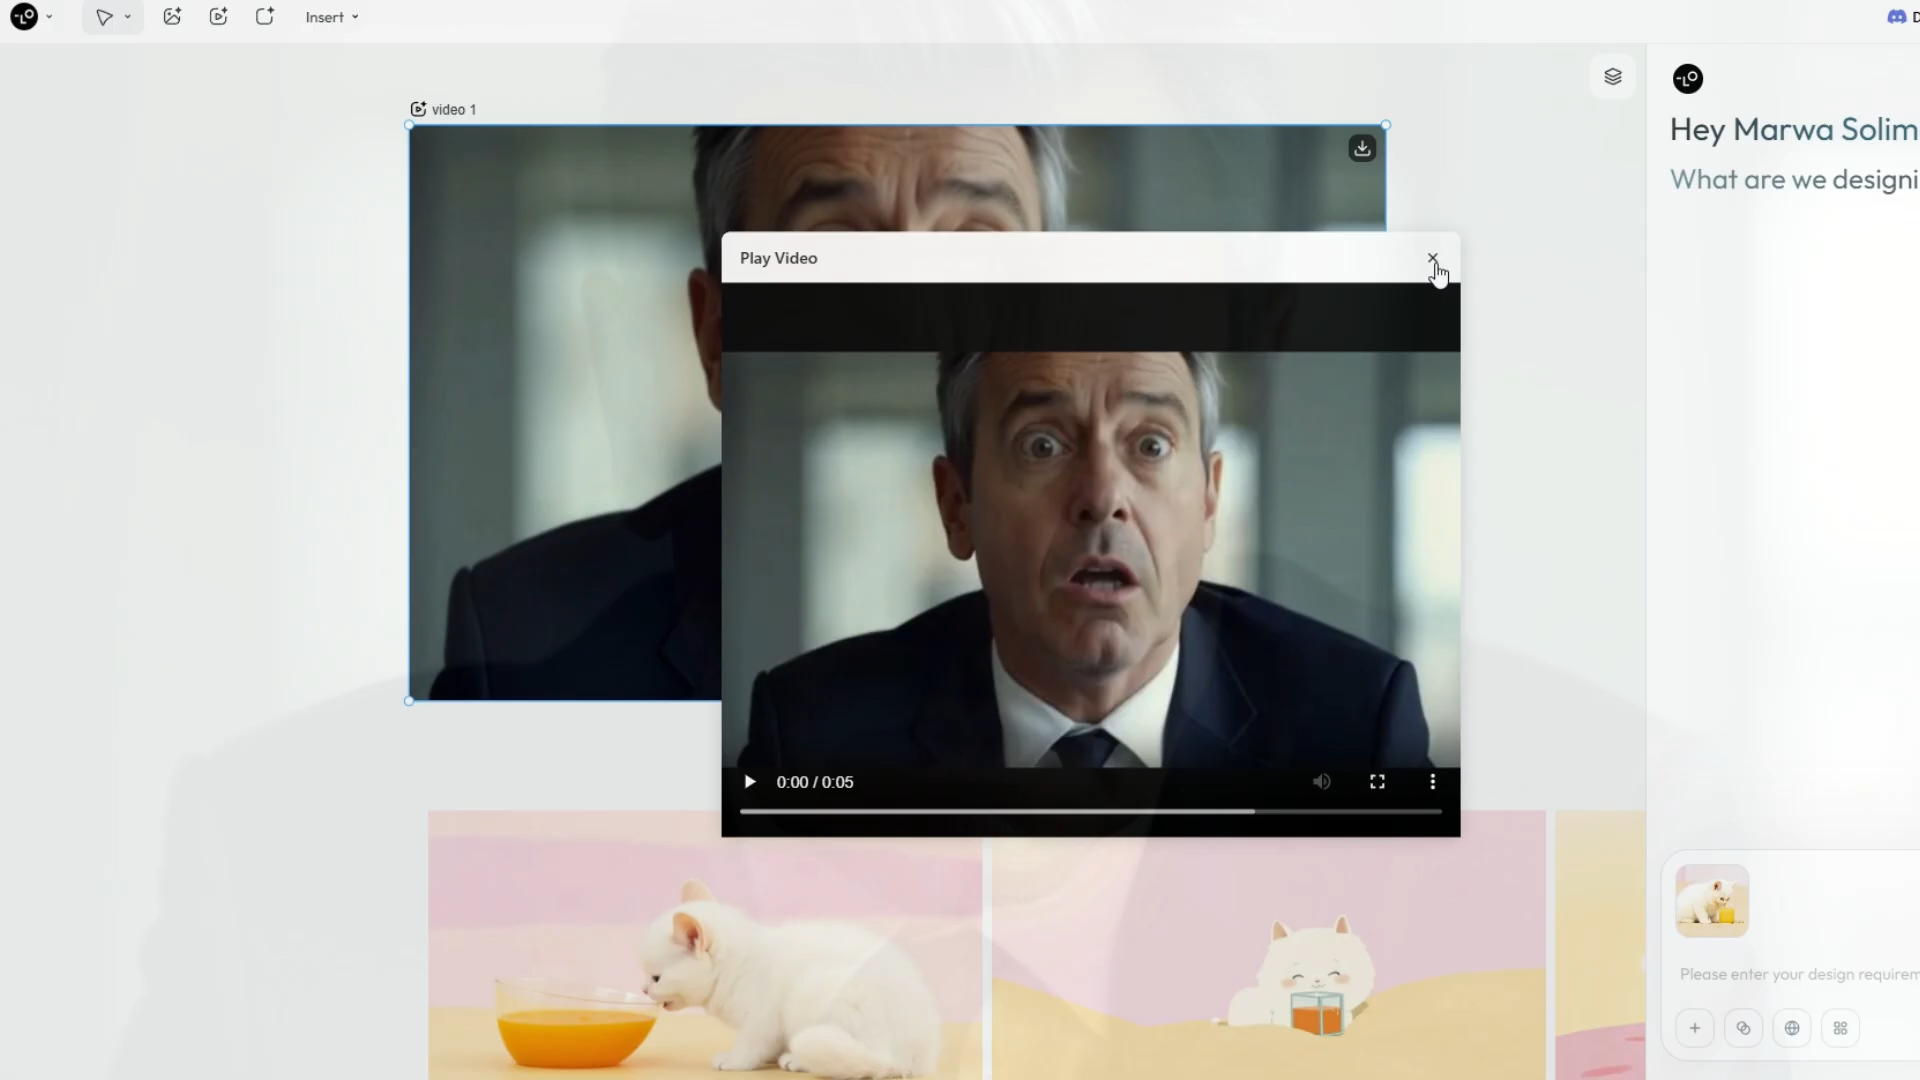 Insert
video 1
Hey Marwa Solim
What are we designi
Play Video
0:00 / 0:05
Please enter your design requirem